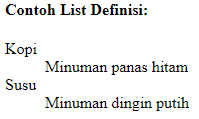 Contoh List Definisi:
Kopi
Minuman panas hitam
Susu
Minuman dingin putih